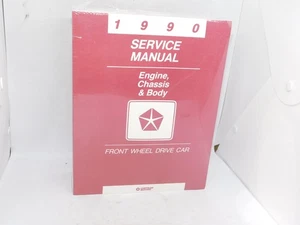 1990
SERVICE
MANUAL
Engine,
Chassis
& Body
FRONT WHEEL DRIVE CAR